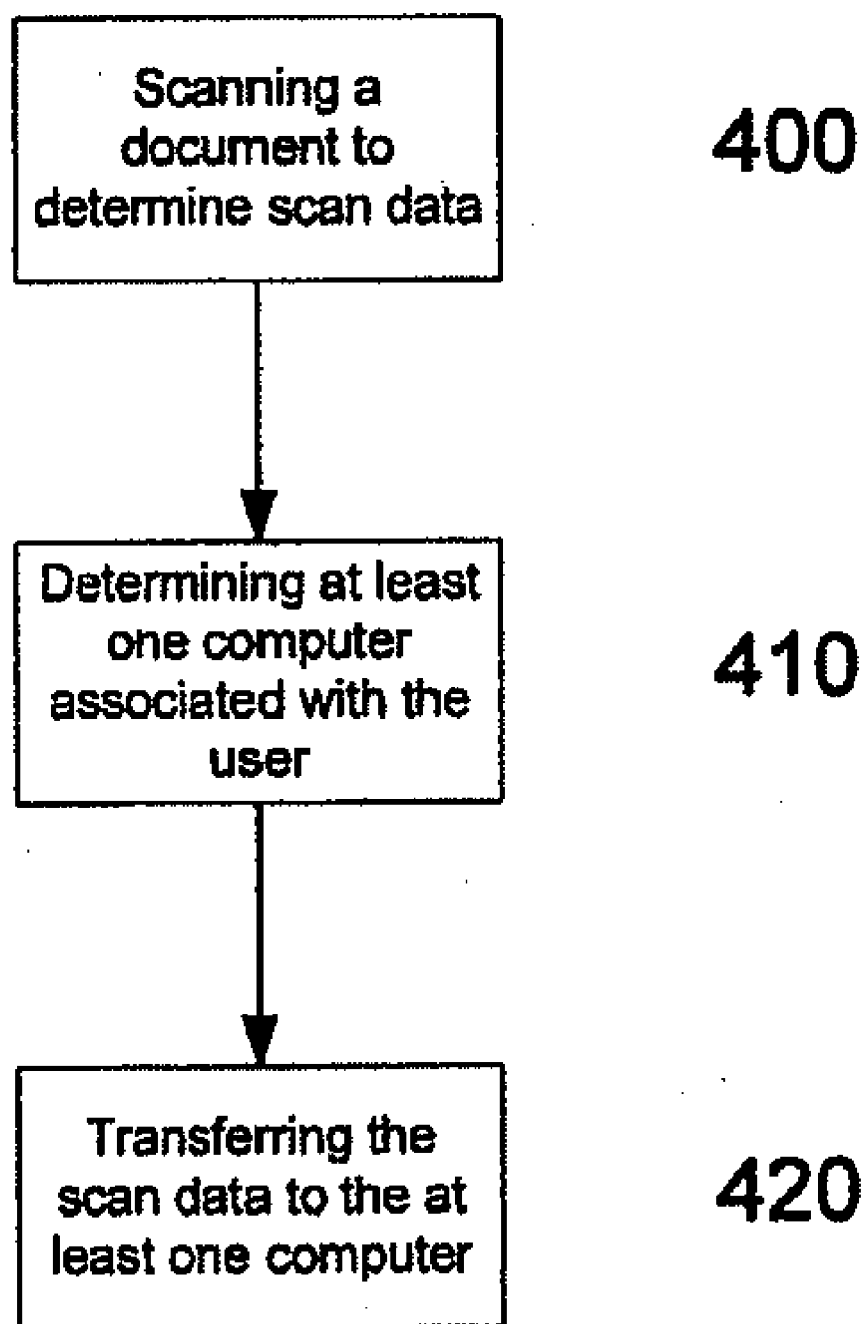 Scanning a
document to
determine scan data
400
Determining at least
one computer
associated with the
user
410
Transferring the
scan data to the at
least one computer
420